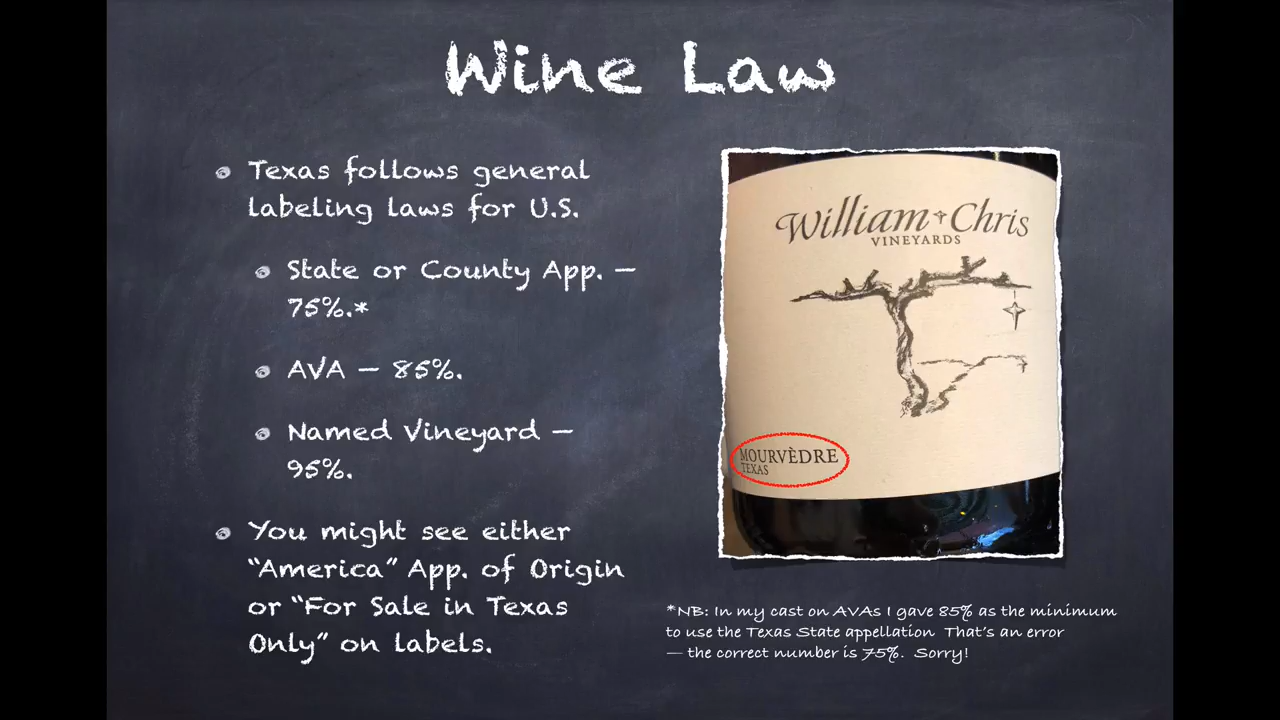 Wine Law
Texas follows general
labeling laws for U.S.
State or County App. —
75%.*
AVA — 85%.
Named Vineyard —
95%.
You might see either
“America” App. of Origin
or “For Sale in Texas
Only” on labels.
William Chris
VINEYARDS
MOURVÈDRE
TEXAS
*NB: In my cast on AVAs I gave 85% as the minimum
to use the Texas State appellation That's an error
— the correct number is 75%. Sorry!